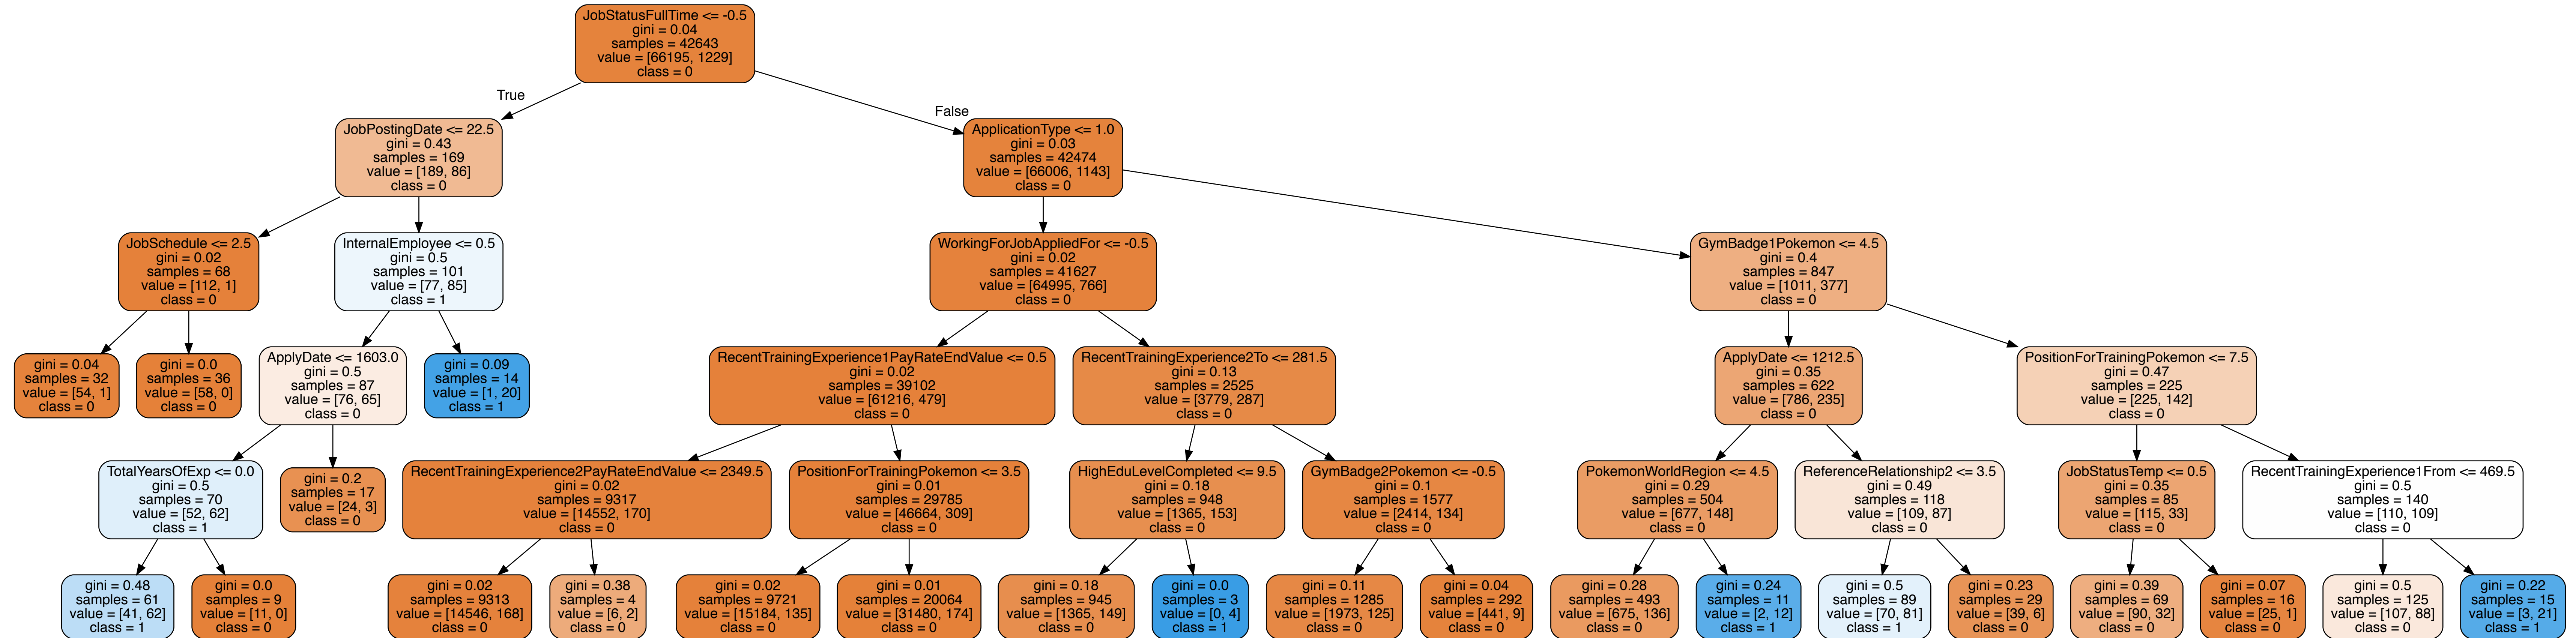 JobStatusFullTime <= -0.5
gini = 0.04
samples = 42643
value = [66195, 1229]
class = 0
True
False
JobPostingDate <= 22.5
gini = 0.43
samples = 169
value = [189, 86]
class = 0
ApplicationType <= 1.0
gini = 0.03
samples = 42474
value = [66006, 1143]
class = 0
JobSchedule <= 2.5
gini = 0.02
samples = 68
value = [112, 1]
class = 0
InternalEmployee <= 0.5
gini = 0.5
samples = 101
value = [77, 85]
class = 1
WorkingForJobAppliedFor <= -0.5
gini = 0.02
samples = 41627
value = [64995, 766]
class = 0
GymBadge1Pokemon <= 4.5
gini = 0.4
samples = 847
value = [1011, 377]
class = 0
gini = 0.04
samples = 32
value = [54, 1]
class = 0
gini = 0.0
samples = 36
value = [58, 0]
class = 0
ApplyDate <= 1603.0
gini = 0.5
samples = 87
value = [76, 65]
class = 0
gini = 0.09
samples = 14
value = [1, 20]
class = 1
RecentTrainingExperience1PayRateEndValue <= 0.5
gini = 0.02
samples = 39102
value = [61216, 479]
class = 0
RecentTrainingExperience2To <= 281.5
gini = 0.13
samples = 2525
value = [3779, 287]
class = 0
ApplyDate <= 1212.5
gini = 0.35
samples = 622
value = [786, 235]
class = 0
PositionForTrainingPokemon <= 7.5
gini = 0.47
samples = 225
value = [225, 142]
class = 0
TotalYearsOfExp <= 0.0
gini = 0.5
samples = 70
value = [52, 62]
class = 1
gini = 0.2
samples = 17
value = [24, 3]
class = 0
RecentTrainingExperience2PayRateEndValue <= 2349.5
gini = 0.02
samples = 9317
value = [14552, 170]
class = 0
PositionForTrainingPokemon <= 3.5
gini = 0.01
samples = 29785
value = [46664, 309]
class = 0
HighEduLevelCompleted <= 9.5
gini = 0.18
samples = 948
value = [1365, 153]
class = 0
GymBadge2Pokemon <= -0.5
gini = 0.1
samples = 1577
value = [2414, 134]
class = 0
PokemonWorldRegion <= 4.5
gini = 0.29
samples = 504
value = [677, 148]
class = 0
ReferenceRelationship2 <= 3.5
gini = 0.49
samples = 118
value = [109, 87]
class = 0
JobStatusTemp <= 0.5
gini = 0.35
samples = 85
value = [115, 33]
class = 0
RecentTrainingExperience1From <= 469.5
gini = 0.5
samples = 140
value = [110, 109]
class = 0
gini = 0.48
samples = 61
value = [41, 62]
class = 1
gini = 0.0
samples = 9
value = [11, 0]
class = 0
gini = 0.02
samples = 9313
value = [14546, 168]
class = 0
gini = 0.38
samples = 4
value = [6, 2]
class = 0
gini = 0.02
samples = 9721
value = [15184, 135]
class = 0
gini = 0.01
samples = 20064
value = [31480, 174]
class = 0
gini = 0.18
samples = 945
value = [1365, 149]
class = 0
gini = 0.0
samples = 3
value = [0, 4]
class = 1
gini = 0.11
samples = 1285
value = [1973, 125]
class = 0
gini = 0.04
samples = 292
value = [441, 9]
class = 0
gini = 0.28
samples = 493
value = [675, 136]
class = 0
gini = 0.24
samples = 11
value = [2, 12]
class = 1
gini = 0.5
samples = 89
value = [70, 81]
class = 1
gini = 0.23
samples = 29
value = [39, 6]
class = 0
gini = 0.39
samples = 69
value = [90, 32]
class = 0
gini = 0.07
samples = 16
value = [25, 1]
class = 0
gini = 0.5
samples = 125
value = [107, 88]
class = 0
gini = 0.22
samples = 15
value = [3, 21]
class = 1